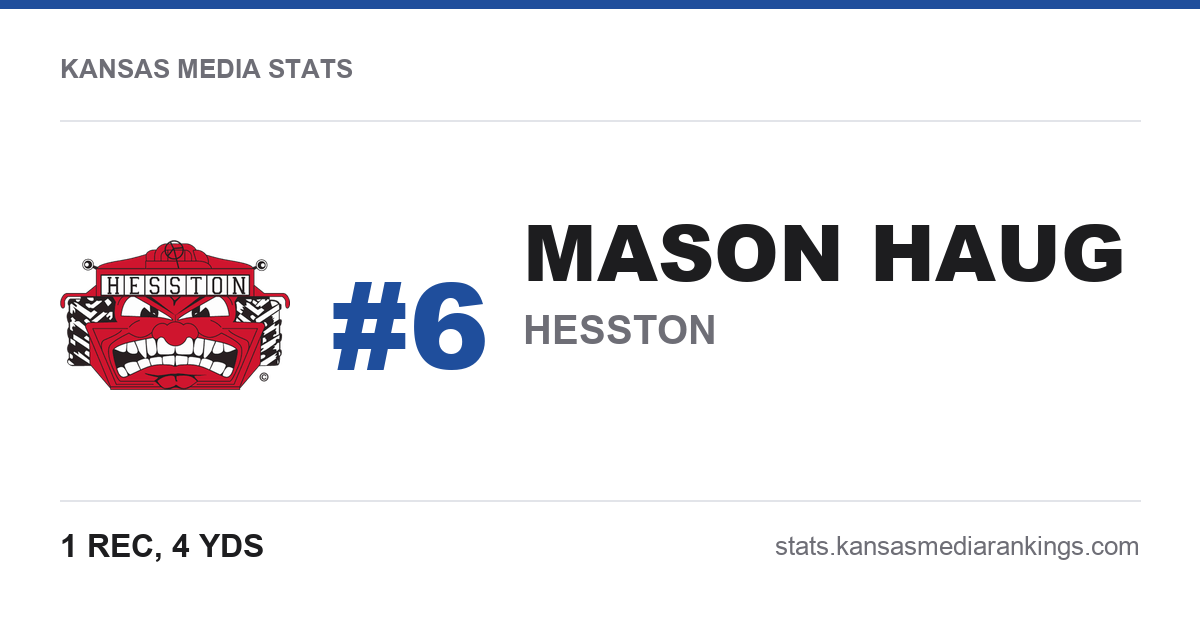 KANSAS MEDIA STATS
HESSTON
©
#6
MASON HAUG
HESSTON
1 REC, 4 YDS
stats.kansasmediarankings.com